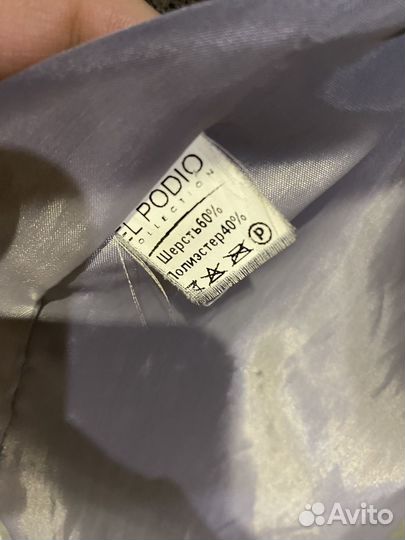 EL PODIO
COLLECTION
Шерсть60%
Полиэстер40%
P
Avito